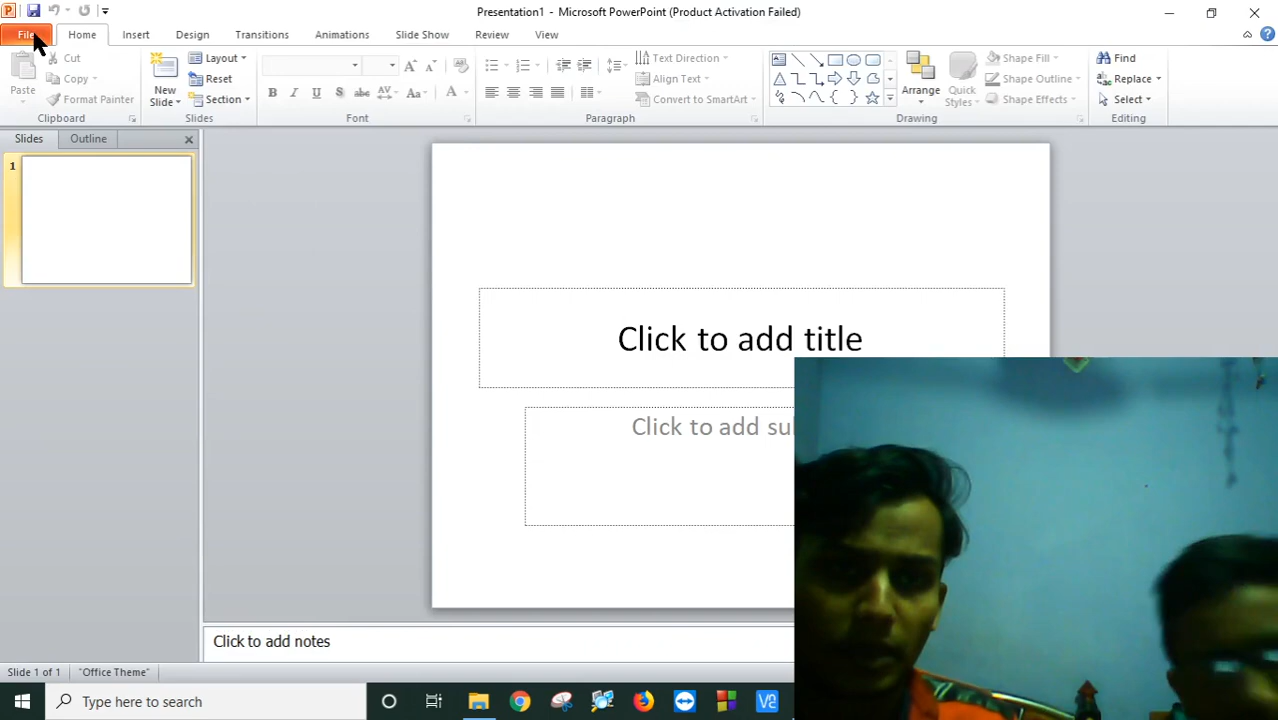 Presentation1 - Microsoft PowerPoint (Product Activation Failed)
File Home Insert Design Transitions Animations Slide Show Review View
Cut
Copy
Format Painter
Paste
Clipboard
New Slide
Layout
Reset
Section
Slides
B I U S abc AV Aa A
Font
Text Direction
Align Text
Convert to SmartArt
Paragraph
Arrange
Quick Styles
Shape Fill
Shape Outline
Shape Effects
Drawing
Find
Replace
Select
Editing
Slides Outline
1
Click to add title
Click to add
Click to add notes
Slide 1 of 1 "Office Theme"
Type here to search